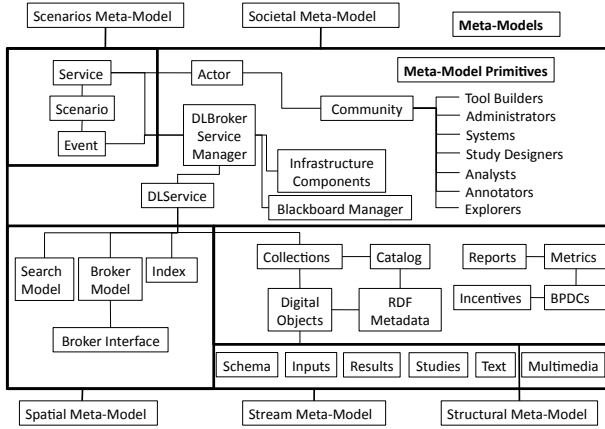 Scenarios Meta-Model
Societal Meta-Model
Meta-Models
Service
Actor
Meta-Model Primitives
Scenario
Event
DLBroker
Service
Manager
Community
Tool Builders
Administrators
Systems
Study Designers
Analysts
Annotators
Explorers
Infrastructure
Components
DLService
Blackboard Manager
Search
Model
Broker
Model
Index
Collections
Catalog
Reports
Metrics
Digital
Objects
RDF
Metadata
Incentives
BPDCs
Broker Interface
Schema
Inputs
Results
Studies
Text
Multimedia
Spatial Meta-Model
Stream Meta-Model
Structural Meta-Model